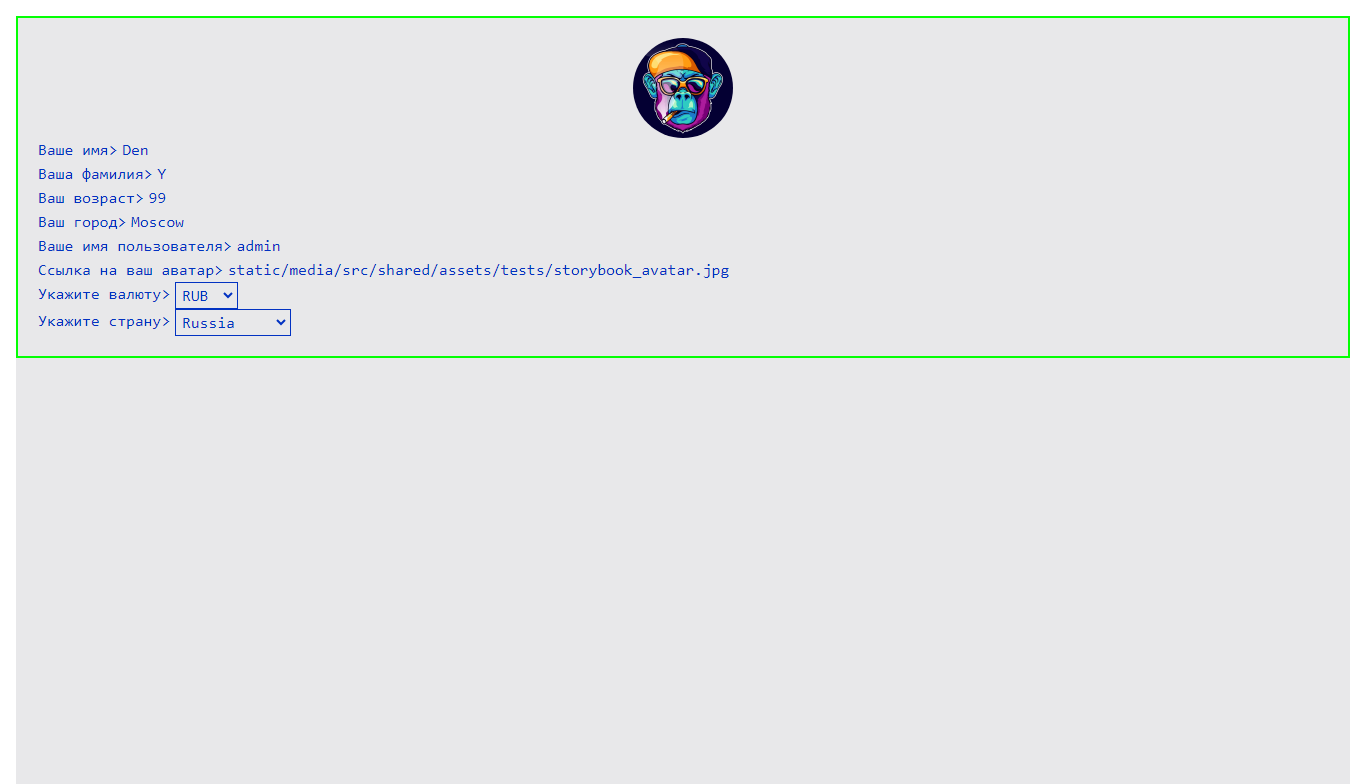 Ваше имя> Den
Ваша фамилия> Y
Ваш возраст> 99
Ваш город> Moscow
Ваше имя пользователя> admin
Ссылка на ваш аватар> static/media/src/shared/assets/tests/storybook_avatar.jpg
Укажите валюту> RUB
Укажите страну> Russia